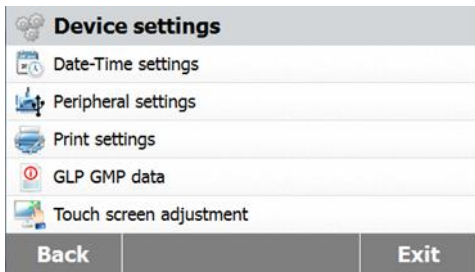 Device settings
Date-Time settings
Peripheral settings
Print settings
GLP GMP data
Touch screen adjustment
Back
Exit